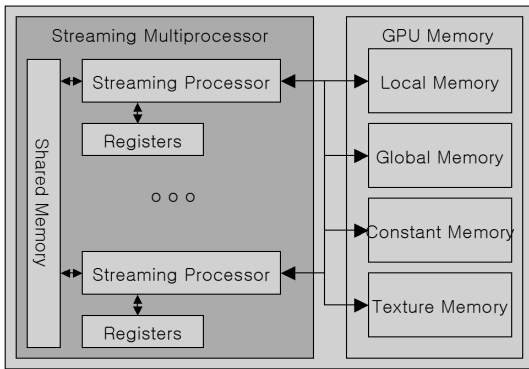 Streaming Multiprocessor
Shared Memory
Streaming Processor
Registers
o o o
Streaming Processor
Registers
GPU Memory
Local Memory
Global Memory
Constant Memory
Texture Memory